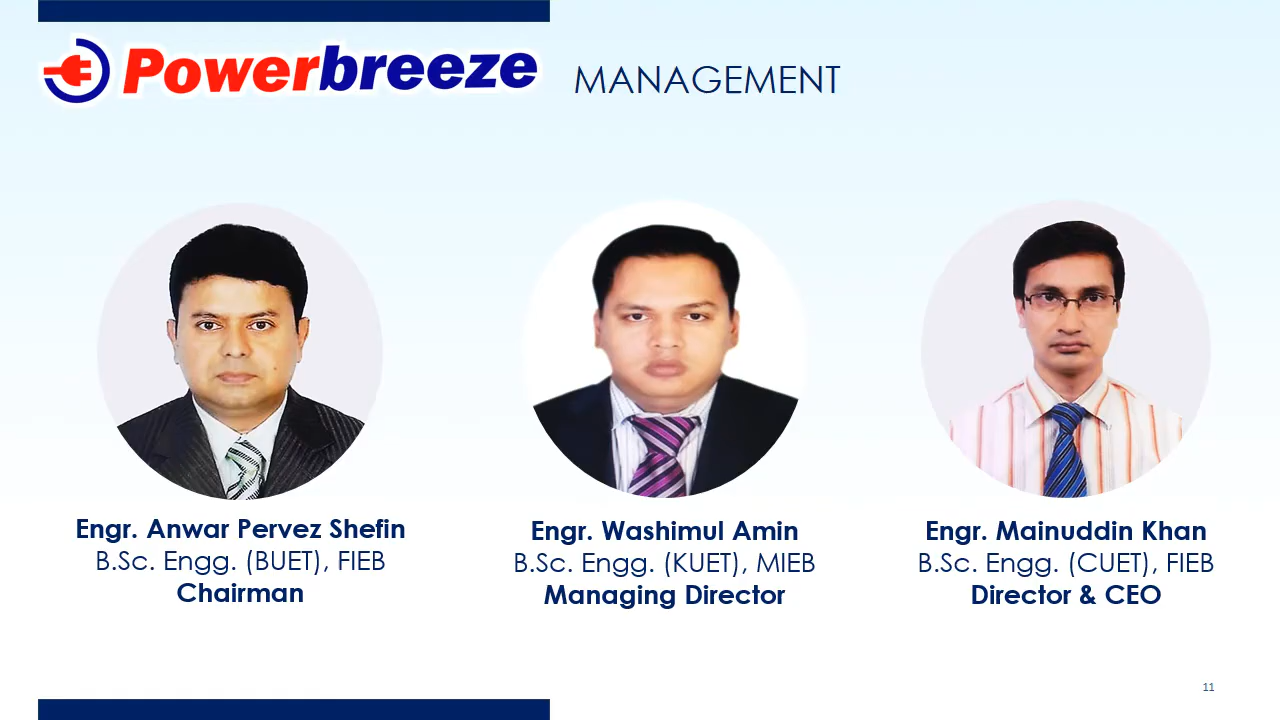 Powerbreeze
MANAGEMENT
Engr. Anwar Pervez Shefin
B.Sc. Engg. (BUET), FIEB
Chairman
Engr. Washimul Amin
B.Sc. Engg. (KUET), MIEB
Managing Director
Engr. Mainuddin Khan
B.Sc. Engg. (CUET), FIEB
Director & CEO
11